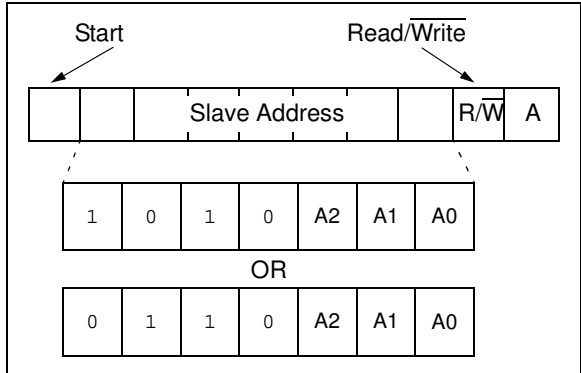 Start Read/Write
Slave Address R/W A
1 0 1 0 A2 A1 A0
OR
0 1 1 0 A2 A1 A0